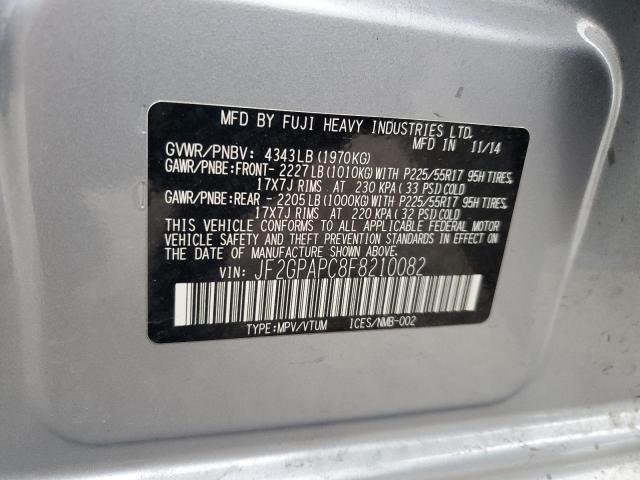 MFD BY FUJI HEAVY INDUSTRIES LTD.
MFD IN 11/14
GVWR/PNBV: 4343LB (1970KG)
GAWR/PNBE:FRONT- 2227LB (1010KG) WITH P225/55R17 95H TIRES,
17X7J RIMS AT 230 KPA (33 PSI) COLD
GAWR/PNBE:REAR - 2205LB (1000KG) WITH P225/55R17 95H TIRES,
17X7J RIMS AT 220 KPA (32 PSI) COLD
THIS VEHICLE CONFORMS TO ALL APPLICABLE FEDERAL MOTOR
VEHICLE SAFETY AND BUMPER STANDARDS IN EFFECT ON
THE DATE OF MANUFACTURE SHOWN ABOVE.
VIN: JF2GPAPC8F8210082
TYPE:MPV/VTUM ICES/NMB-002